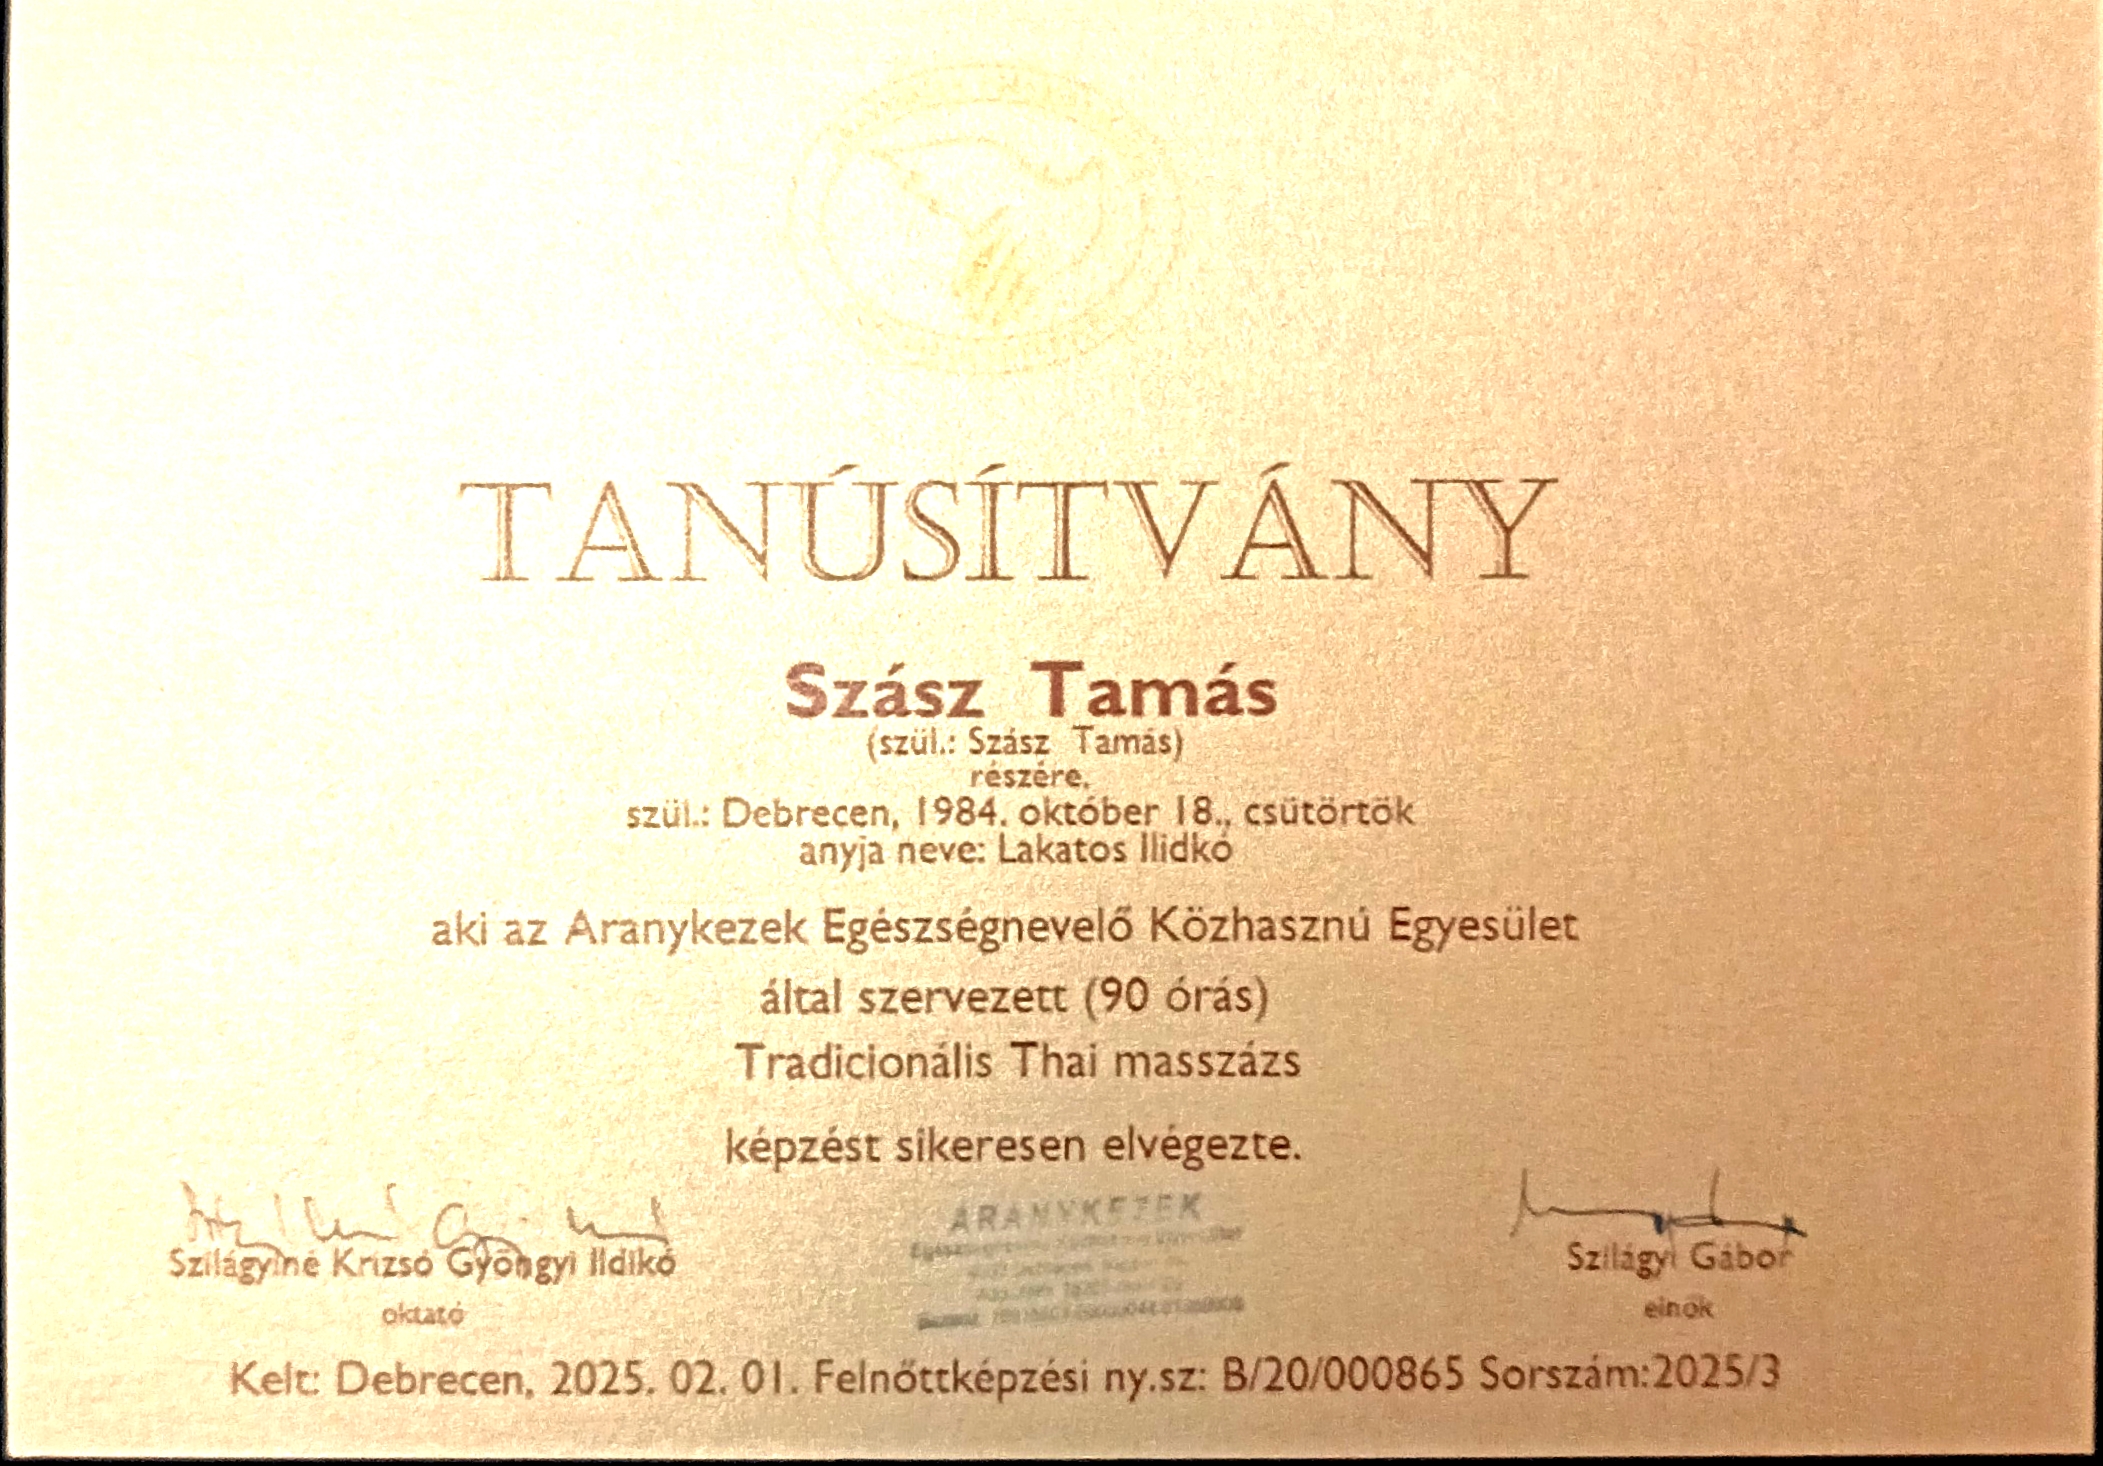 TANÚSÍTVÁNY
Szász Tamás
(szül.: Szász Tamás)
részére,
szül.: Debrecen, 1984. október 18., csütörtök
anyja neve: Lakatos Ilidkó
aki az Aranykezek Egészségnevelő Közhasznú Egyesület
által szervezett (90 órás)
Tradicionális Thai masszázs
képzést sikeresen elvégezte.
ARANYKEZEK
Szilágyiné Krizsó Gyöngyi Ildikó
oktató
Szilágyi Gábor
elnök
Kelt: Debrecen, 2025. 02. 01. Felnőttképzési ny.sz: B/20/000865 Sorszám:2025/3